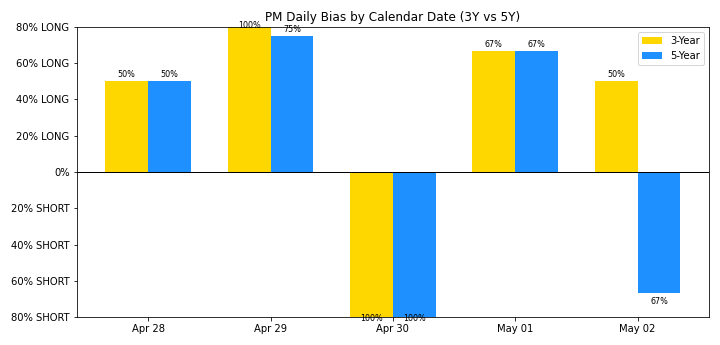 PM Daily Bias by Calendar Date (3Y vs 5Y)
80% LONG
60% LONG
40% LONG
20% LONG
0%
20% SHORT
40% SHORT
60% SHORT
80% SHORT
50%
50%
100%
75%
100%
100%
67%
67%
50%
67%
3-Year
5-Year
Apr 28
Apr 29
Apr 30
May 01
May 02